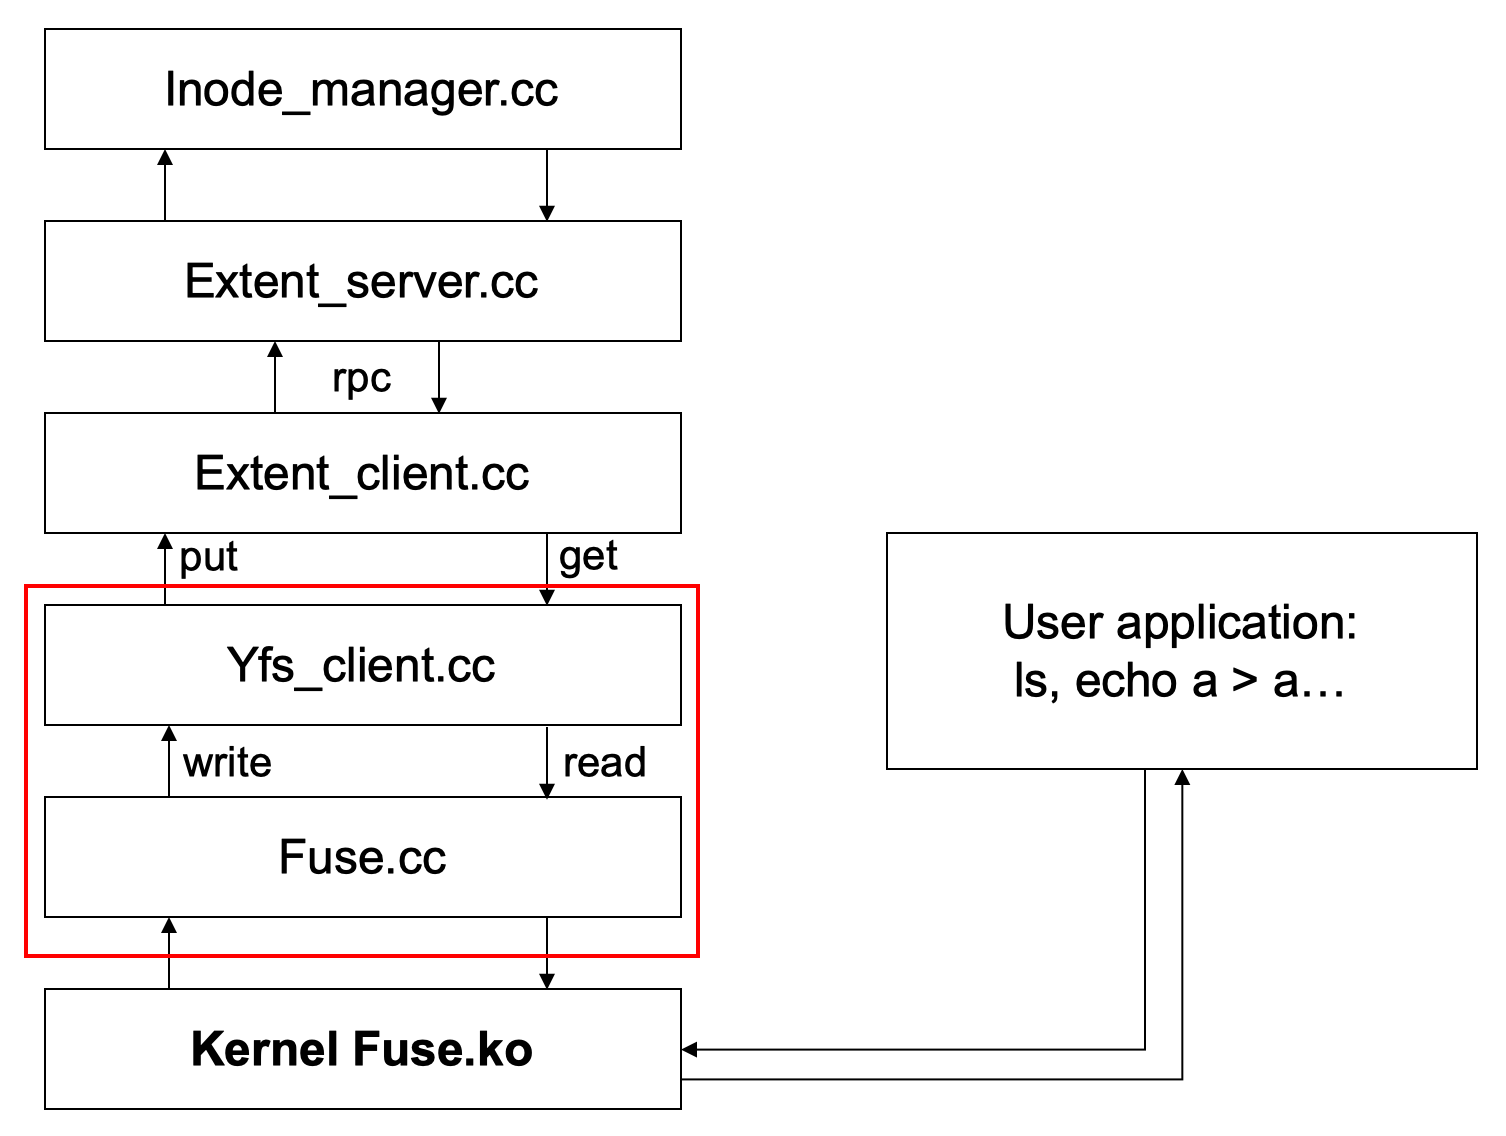 Inode_manager.cc
Extent_server.cc
rpc
Extent_client.cc
put
get
Yfs_client.cc
write
read
Fuse.cc
Kernel Fuse.ko
User application:
ls, echo a > a…